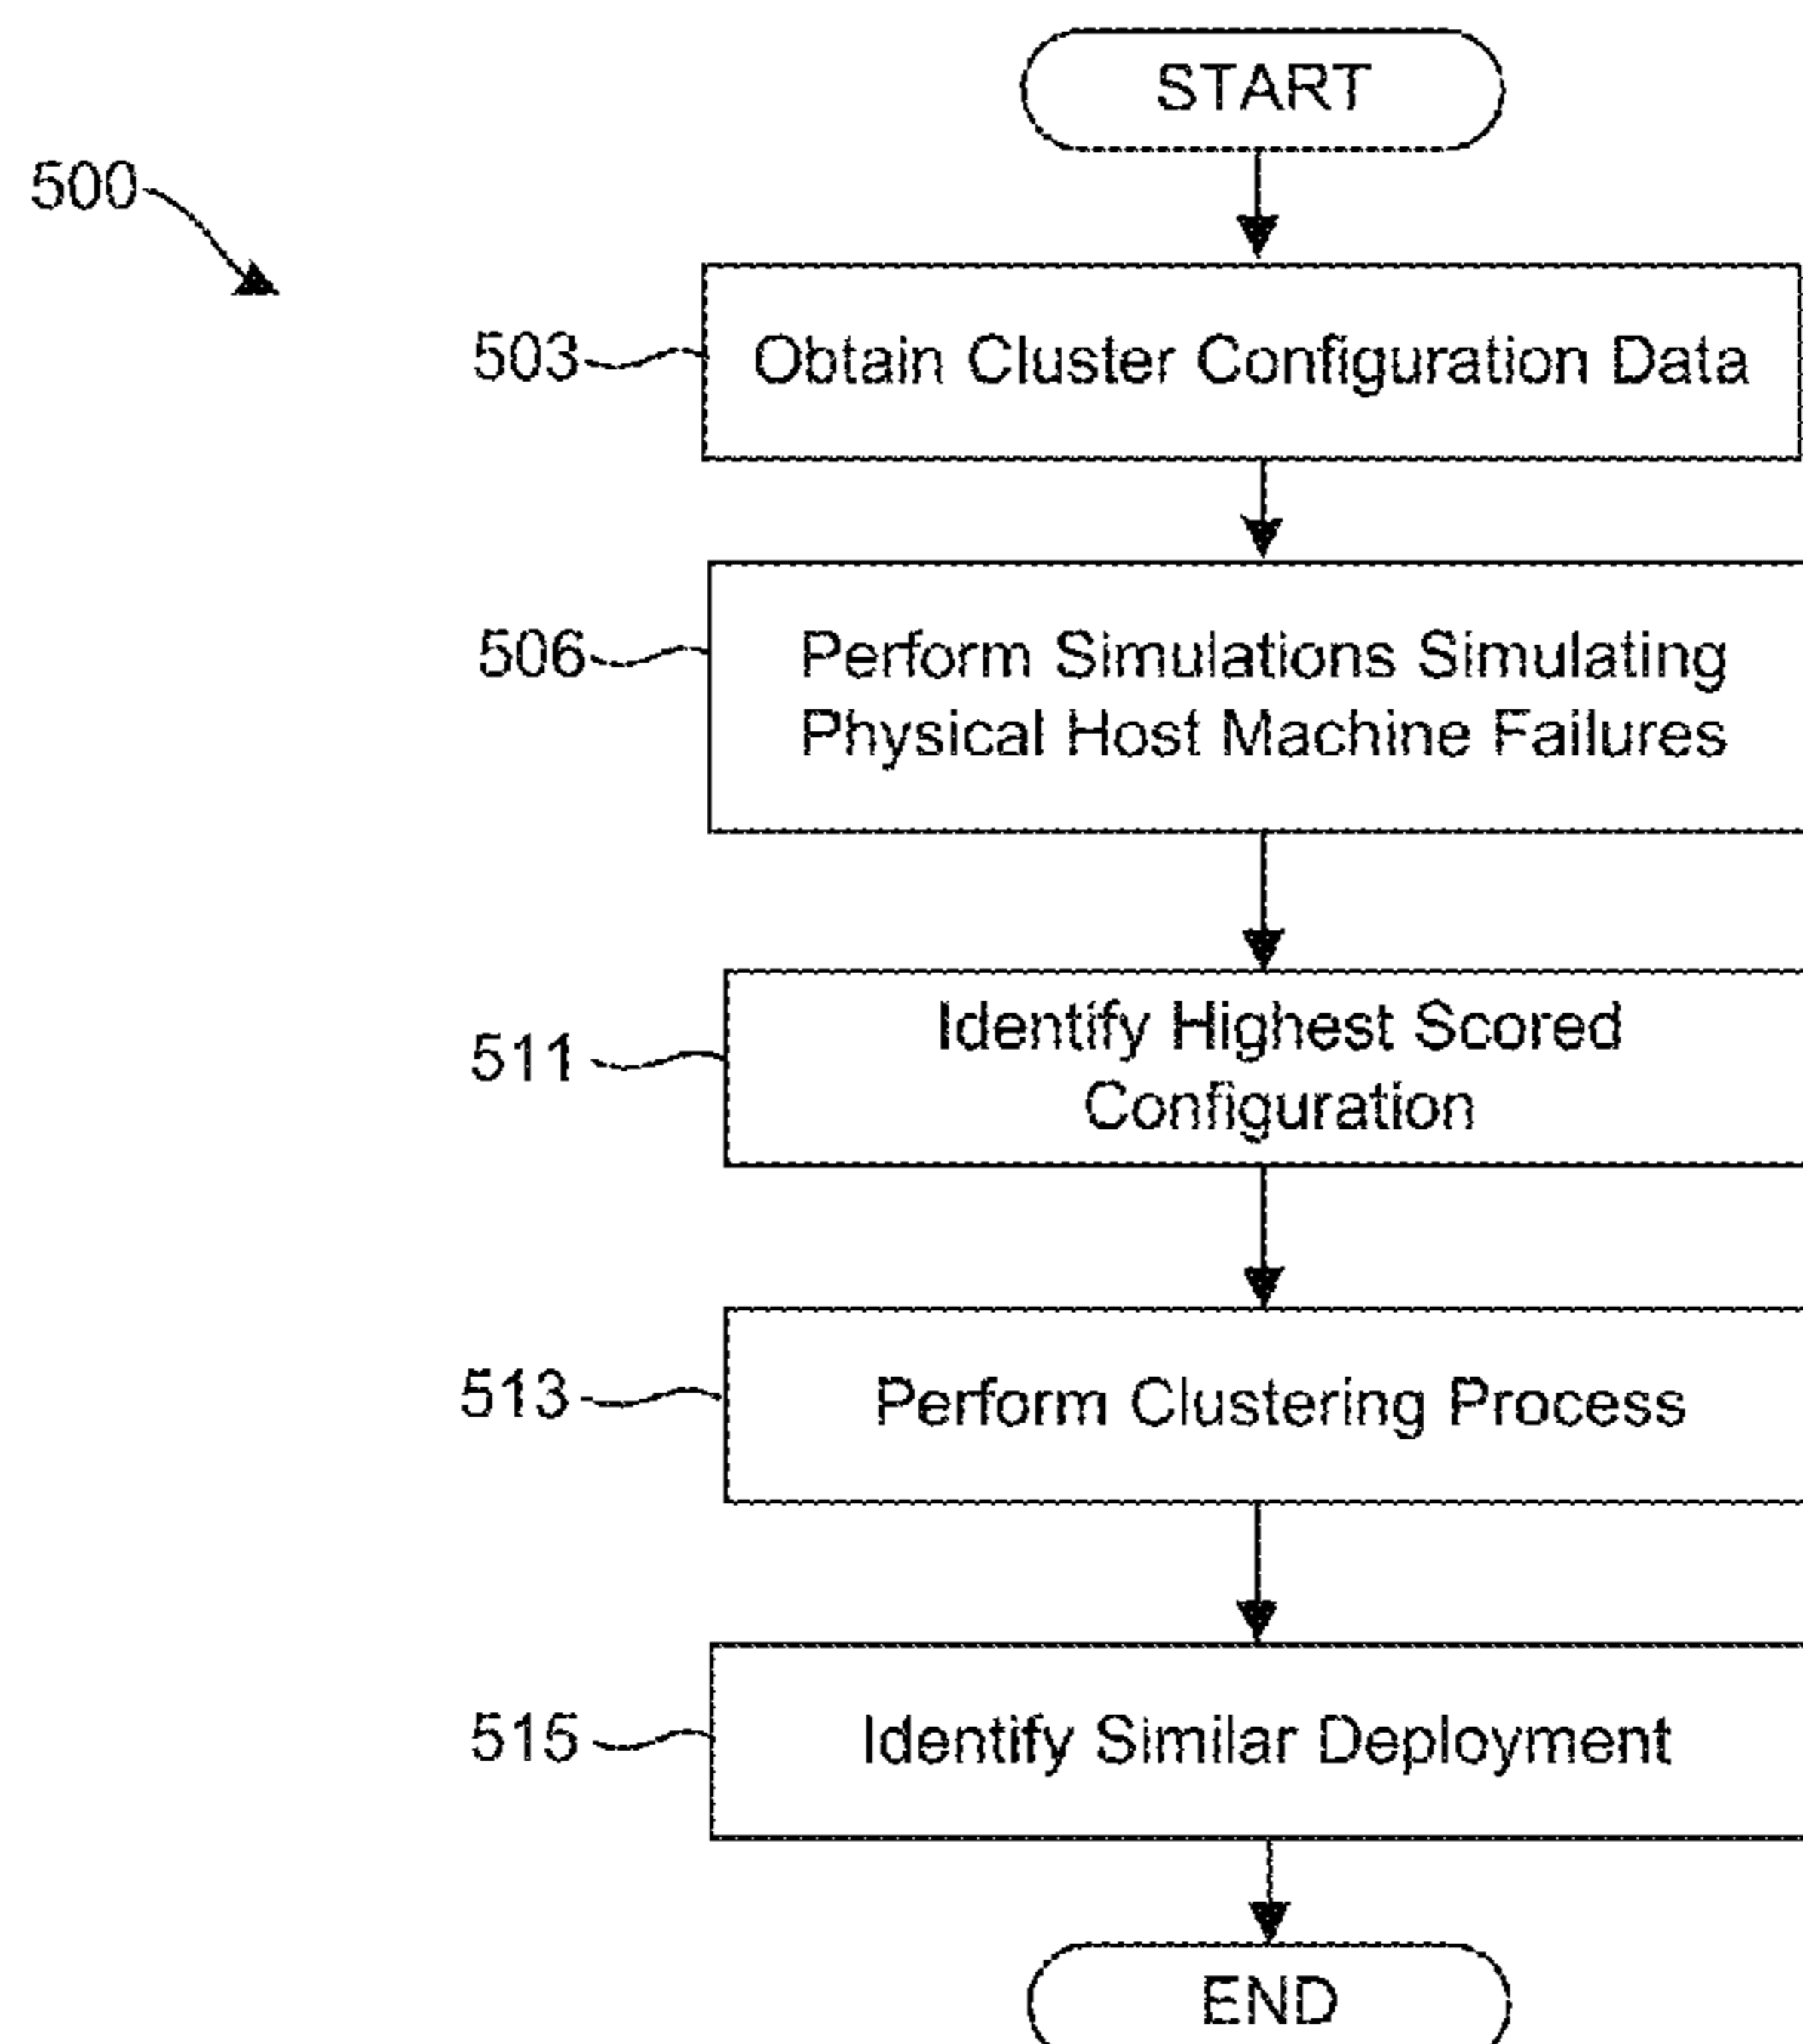 START
500
503
Obtain Cluster Configuration Data
506
Perform Simulations Simulating
Physical Host Machine Failures
511
Identify Highest Scored
Configuration
513
Perform Clustering Process
515
Identify Similar Deployment
END